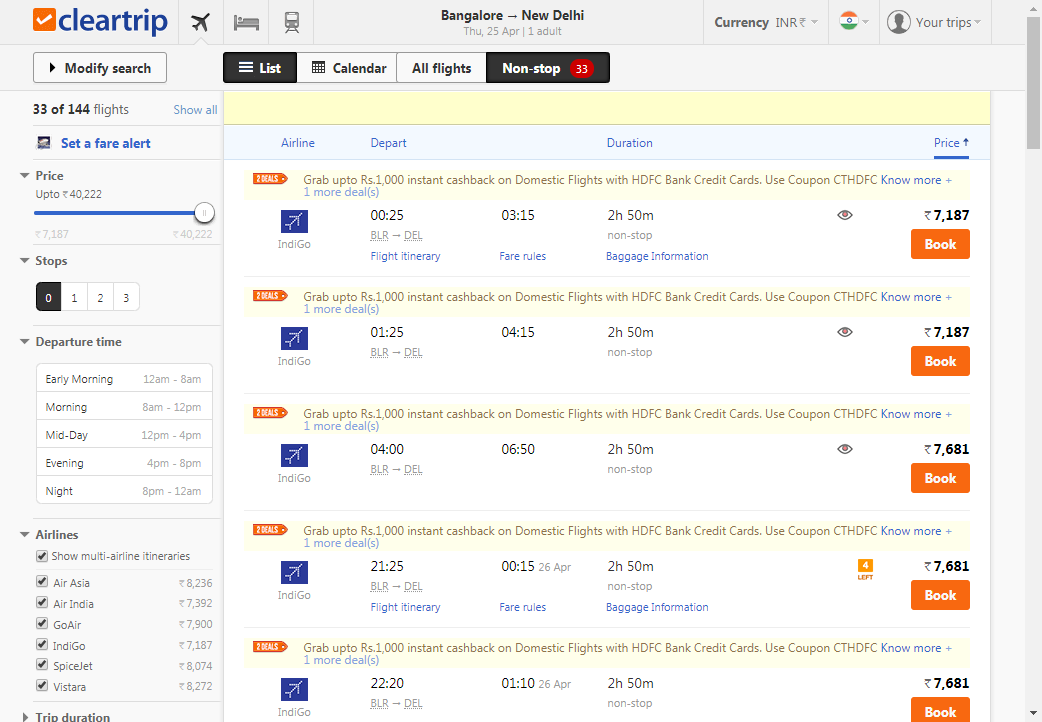 cleartrip
Bangalore → New Delhi
Thu, 25 Apr | 1 adult
Currency INR ₹
Your trips
Modify search
List
Calendar
All flights
Non-stop 33
33 of 144 flights
Show all
Set a fare alert
Price
Upto ₹ 40,222
₹ 7,187 ₹ 40,222
Stops
0 1 2 3
Departure time
Early Morning 12am - 8am
Morning 8am - 12pm
Mid-Day 12pm - 4pm
Evening 4pm - 8pm
Night 8pm - 12am
Airlines
Show multi-airline itineraries
Air Asia ₹ 8,236
Air India ₹ 7,392
GoAir ₹ 7,900
IndiGo ₹ 7,187
SpiceJet ₹ 8,074
Vistara ₹ 8,272
Trip duration
Airline Depart Duration Price
2 DEALS Grab upto Rs.1,000 instant cashback on Domestic Flights with HDFC Bank Credit Cards. Use Coupon CTHDFC Know more +
1 more deal(s)
00:25 03:15 2h 50m ₹ 7,187
IndiGo BLR → DEL non-stop Book
Flight itinerary Fare rules Baggage Information
2 DEALS Grab upto Rs.1,000 instant cashback on Domestic Flights with HDFC Bank Credit Cards. Use Coupon CTHDFC Know more +
1 more deal(s)
01:25 04:15 2h 50m ₹ 7,187
IndiGo BLR → DEL non-stop Book
2 DEALS Grab upto Rs.1,000 instant cashback on Domestic Flights with HDFC Bank Credit Cards. Use Coupon CTHDFC Know more +
1 more deal(s)
04:00 06:50 2h 50m ₹ 7,681
IndiGo BLR → DEL non-stop Book
2 DEALS Grab upto Rs.1,000 instant cashback on Domestic Flights with HDFC Bank Credit Cards. Use Coupon CTHDFC Know more +
1 more deal(s)
21:25 00:15 26 Apr 2h 50m 4 LEFT ₹ 7,681
IndiGo BLR → DEL non-stop Book
Flight itinerary Fare rules Baggage Information
2 DEALS Grab upto Rs.1,000 instant cashback on Domestic Flights with HDFC Bank Credit Cards. Use Coupon CTHDFC Know more +
1 more deal(s)
22:20 01:10 26 Apr 2h 50m ₹ 7,681
IndiGo BLR → DEL non-stop Book